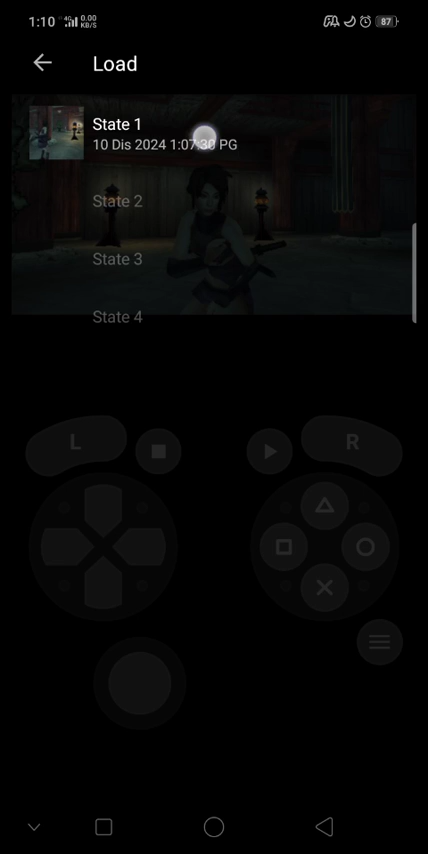 1:10 4G 0.00 KB/S 87
Load
State 1
10 Dis 2024 1:07:30 PG
State 2
State 3
State 4
L R